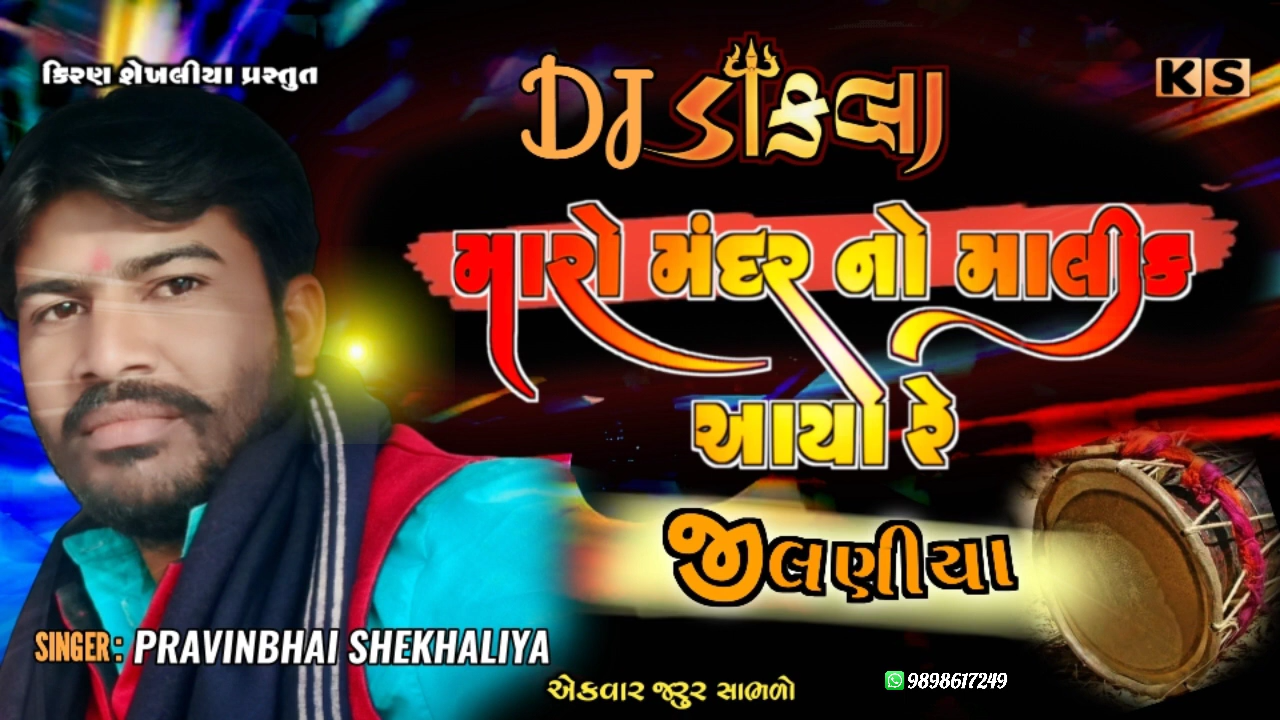 કિરણ શેખલીયા પ્રસ્તુત
DJ ડાકલા
KS
મારો મંદર નો માલીક
આયો રે
જીલણીયા
SINGER: PRAVINBHAI SHEKHALIYA
એકવાર જરુર સાભળો
9898617249